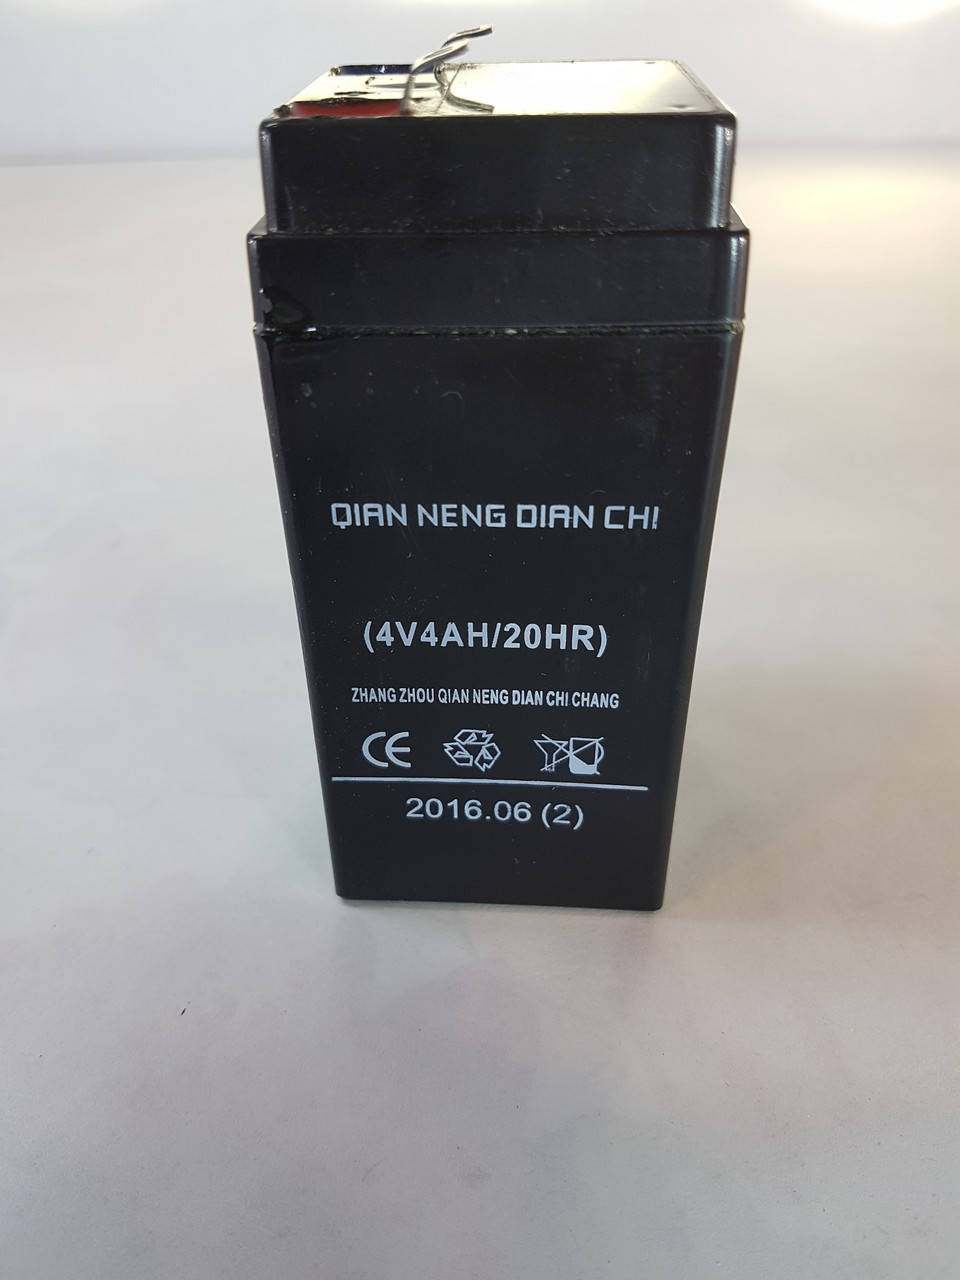 QIAN NENG DIAN CHI
(4V4AH/20HR)
ZHANG ZHOU QIAN NENG DIAN CHI CHANG
CE
2016.06 (2)